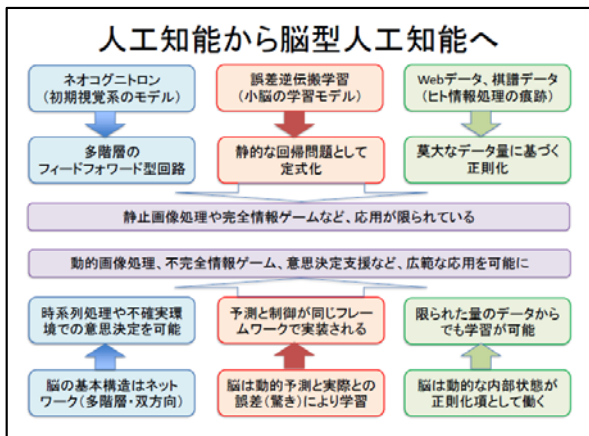 人工知能から脳型人工知能へ
ネオコグニトロン
(初期視覚系のモデル)
誤差逆伝搬学習
(小脳の学習モデル)
Webデータ、棋譜データ
(ヒト情報処理の痕跡)
多階層の
フィードフォワード型回路
静的な回帰問題として
定式化
莫大なデータ量に基づく
正則化
静止画像処理や完全情報ゲームなど、応用が限られている
動的画像処理、不完全情報ゲーム、意思決定支援など、広範な応用を可能に
時系列処理や不確実環
境での意思決定を可能
予測と制御が同じフレー
ムワークで実装される
限られた量のデータから
でも学習が可能
脳の基本構造はネット
ワーク(多階層・双方向)
脳は動的予測と実際との
誤差(驚き)により学習
脳は動的な内部状態が
正則化項として働く